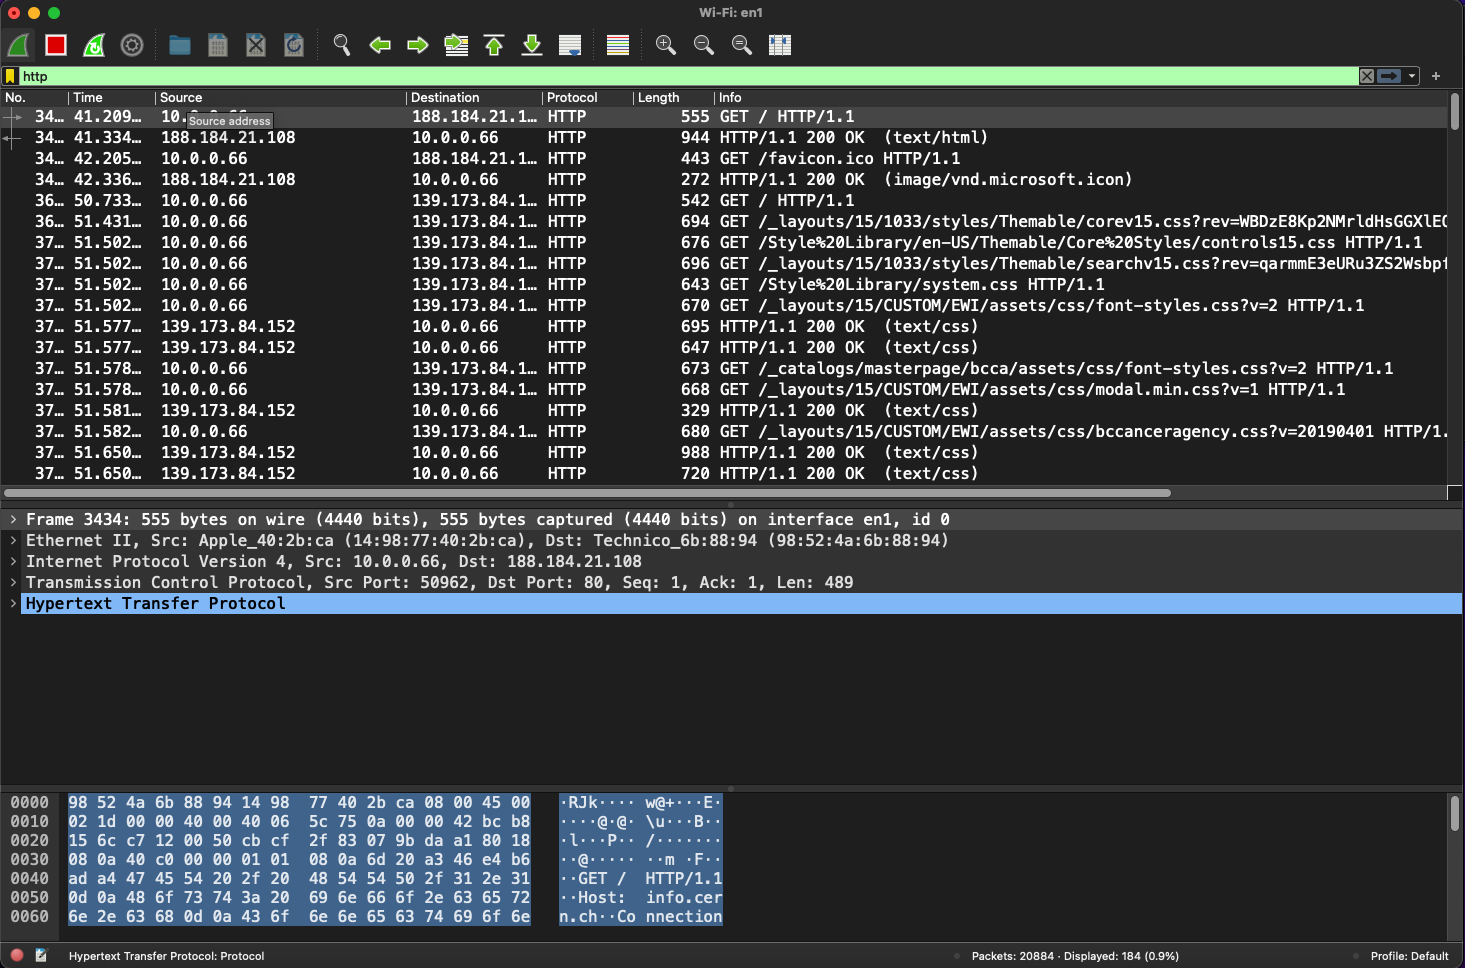 Wi-Fi: en1
http
No. Time Source Destination Protocol Length Info
34… 41.209… 10. 188.184.21.1… HTTP 555 GET / HTTP/1.1
Source address
34… 41.334… 188.184.21.108 10.0.0.66 HTTP 944 HTTP/1.1 200 OK (text/html)
34… 42.205… 10.0.0.66 188.184.21.1… HTTP 443 GET /favicon.ico HTTP/1.1
34… 42.336… 188.184.21.108 10.0.0.66 HTTP 272 HTTP/1.1 200 OK (image/vnd.microsoft.icon)
36… 50.733… 10.0.0.66 139.173.84.1… HTTP 542 GET / HTTP/1.1
36… 51.431… 10.0.0.66 139.173.84.1… HTTP 694 GET /_layouts/15/1033/styles/Themable/corev15.css?rev=WBDzE8Kp2NMrldHsGGXlEQ
37… 51.502… 10.0.0.66 139.173.84.1… HTTP 676 GET /Style%20Library/en-US/Themable/Core%20Styles/controls15.css HTTP/1.1
37… 51.502… 10.0.0.66 139.173.84.1… HTTP 696 GET /_layouts/15/1033/styles/Themable/searchv15.css?rev=qarmmE3eURu3ZS2Wsbpf
37… 51.502… 10.0.0.66 139.173.84.1… HTTP 643 GET /Style%20Library/system.css HTTP/1.1
37… 51.502… 10.0.0.66 139.173.84.1… HTTP 670 GET /_layouts/15/CUSTOM/EWI/assets/css/font-styles.css?v=2 HTTP/1.1
37… 51.577… 139.173.84.152 10.0.0.66 HTTP 695 HTTP/1.1 200 OK (text/css)
37… 51.577… 139.173.84.152 10.0.0.66 HTTP 647 HTTP/1.1 200 OK (text/css)
37… 51.578… 10.0.0.66 139.173.84.1… HTTP 673 GET /_catalogs/masterpage/bcca/assets/css/font-styles.css?v=2 HTTP/1.1
37… 51.578… 10.0.0.66 139.173.84.1… HTTP 668 GET /_layouts/15/CUSTOM/EWI/assets/css/modal.min.css?v=1 HTTP/1.1
37… 51.581… 139.173.84.152 10.0.0.66 HTTP 329 HTTP/1.1 200 OK (text/css)
37… 51.582… 10.0.0.66 139.173.84.1… HTTP 680 GET /_layouts/15/CUSTOM/EWI/assets/css/bccanceragency.css?v=20190401 HTTP/1.
37… 51.650… 139.173.84.152 10.0.0.66 HTTP 988 HTTP/1.1 200 OK (text/css)
37… 51.650… 139.173.84.152 10.0.0.66 HTTP 720 HTTP/1.1 200 OK (text/css)
Frame 3434: 555 bytes on wire (4440 bits), 555 bytes captured (4440 bits) on interface en1, id 0
Ethernet II, Src: Apple_40:2b:ca (14:98:77:40:2b:ca), Dst: Technico_6b:88:94 (98:52:4a:6b:88:94)
Internet Protocol Version 4, Src: 10.0.0.66, Dst: 188.184.21.108
Transmission Control Protocol, Src Port: 50962, Dst Port: 80, Seq: 1, Ack: 1, Len: 489
Hypertext Transfer Protocol
0000 98 52 4a 6b 88 94 14 98 77 40 2b ca 08 00 45 00 ·RJk···· w@+···E·
0010 02 1d 00 00 40 00 40 06 5c 75 0a 00 00 42 bc b8 ····@·@· \u···B··
0020 15 6c c7 12 00 50 cb cf 2f 83 07 9b da a1 80 18 ·l···P·· /·······
0030 08 0a 40 c0 00 00 01 01 08 0a 6d 20 a3 46 e4 b6 ··@····· ··m ·F··
0040 ad a4 47 45 54 20 2f 20 48 54 54 50 2f 31 2e 31 ··GET / HTTP/1.1
0050 0d 0a 48 6f 73 74 3a 20 69 6e 66 6f 2e 63 65 72 ··Host: info.cer
0060 6e 2e 63 68 0d 0a 43 6f 6e 6e 65 63 74 69 6f 6e n.ch··Co nnection
Hypertext Transfer Protocol: Protocol Packets: 20884 · Displayed: 184 (0.9%) Profile: Default